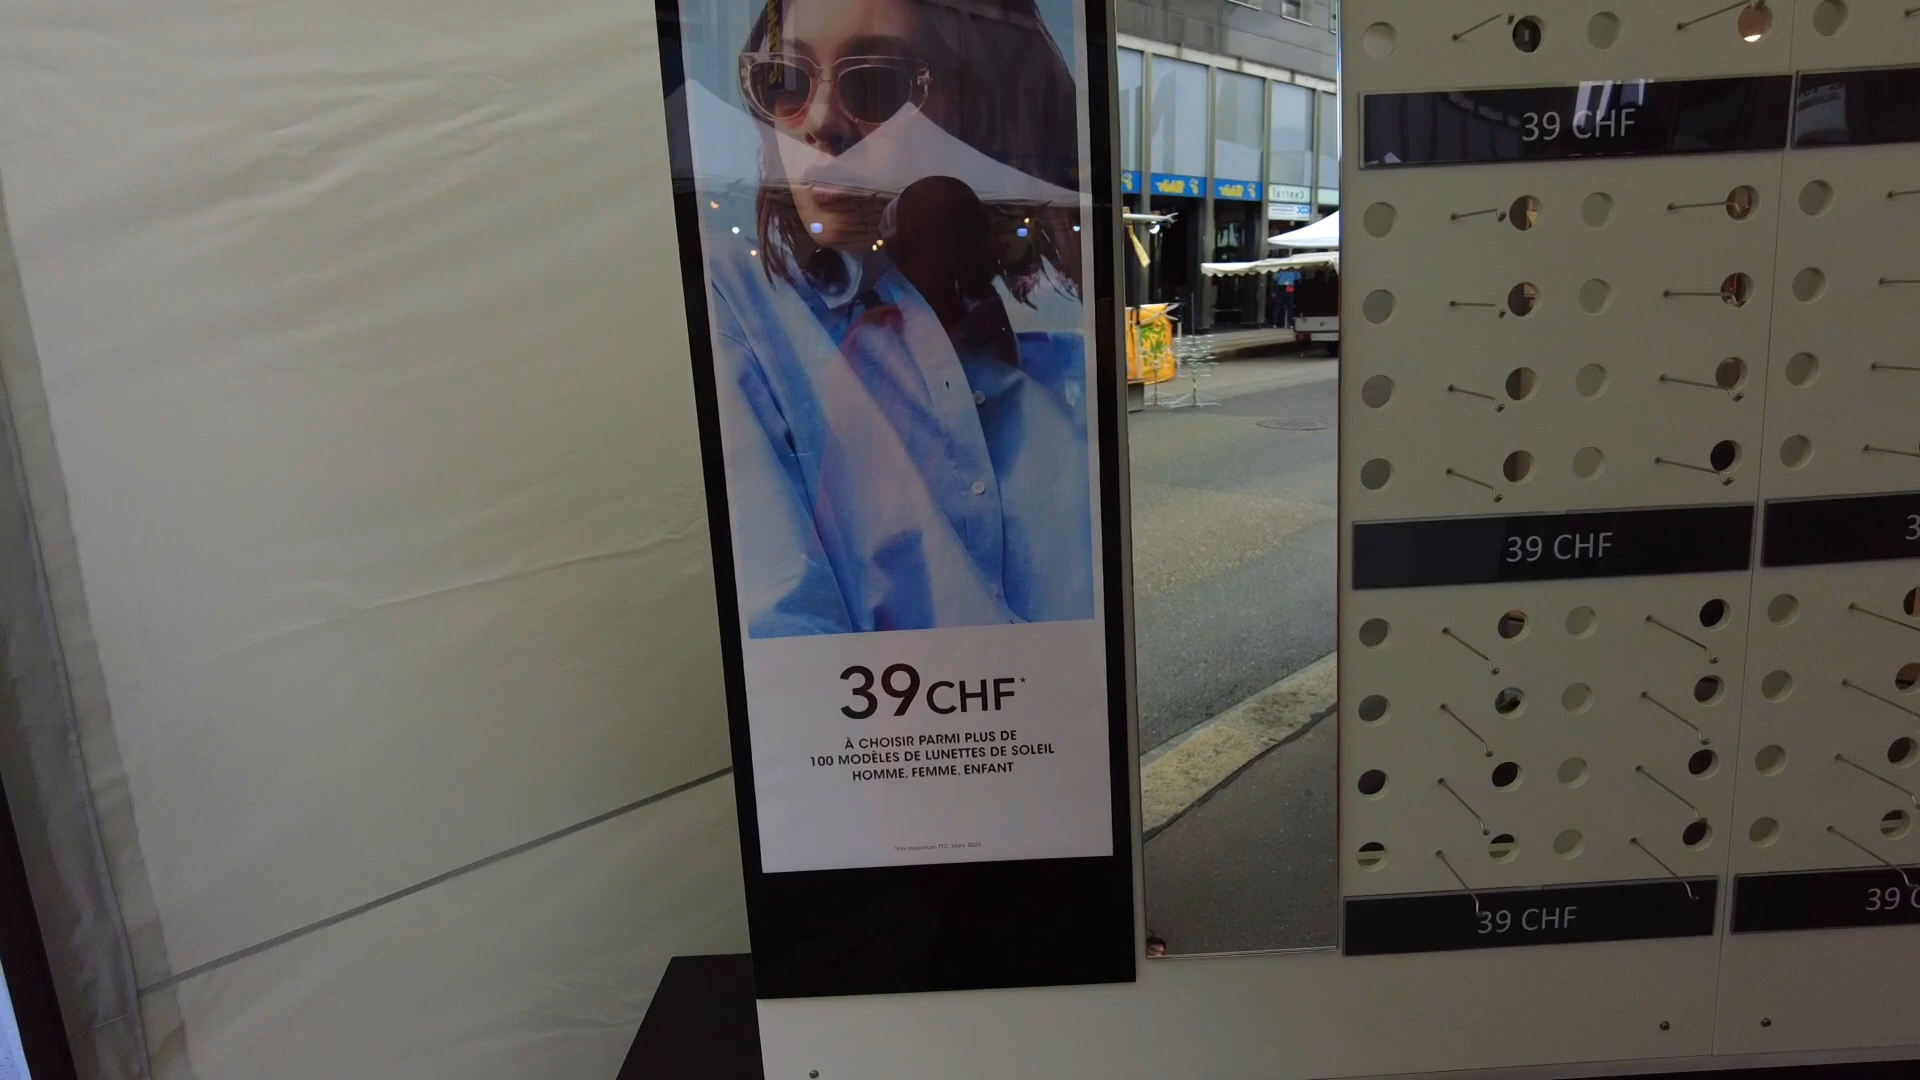 39 CHF
39 CHF
39 CHF
39CHF*
À CHOISIR PARMI PLUS DE
100 MODÈLES DE LUNETTES DE SOLEIL
HOMME, FEMME, ENFANT
Central